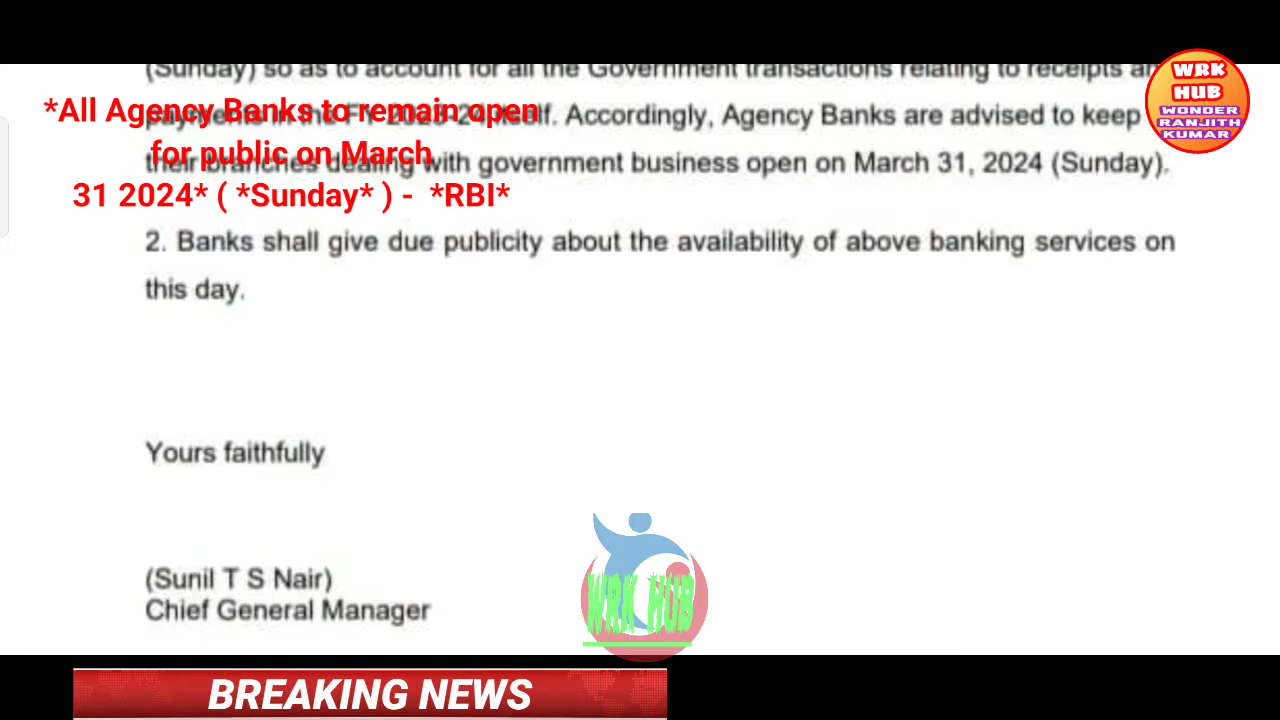 (Sunday) so as to account for all the Government transactions relating to receipts an
*All Agency Banks to remain open
payments in the FY 2023-24 itself. Accordingly, Agency Banks are advised to keep
for public on March
their branches dealing with government business open on March 31, 2024 (Sunday).
31 2024* ( *Sunday* ) - *RBI*
2. Banks shall give due publicity about the availability of above banking services on
this day.
Yours faithfully
(Sunil T S Nair)
Chief General Manager
WRK
HUB
WONDER
RANJITH
KUMAR
WRK HUB
BREAKING NEWS